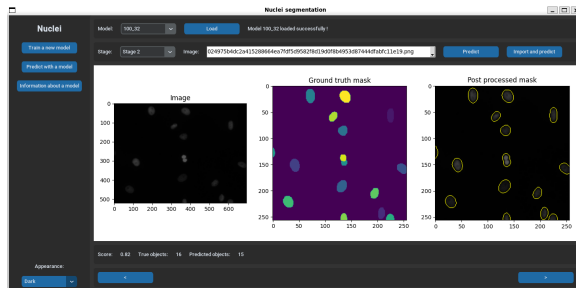 Nuclei segmentation
Nuclei
Train a new model
Predict with a model
Information about a model
Appearance:
Dark
Model: 100_32 Load Model 100_32 loaded successfully !
Stage: Stage 2 Image: 024975b4dc2a415288664ea7fdf5d9582f8d19d0f8b4953d87444dfabfc11e19.png Predict Import and predict
Image
0
100
200
300
400
500
0 100 200 300 400 500 600
Ground truth mask
0
50
100
150
200
250
0 50 100 150 200 250
Post processed mask
0
50
100
150
200
250
0 50 100 150 200 250
Score: 0.82 True objects: 16 Predicted objects: 15
< >